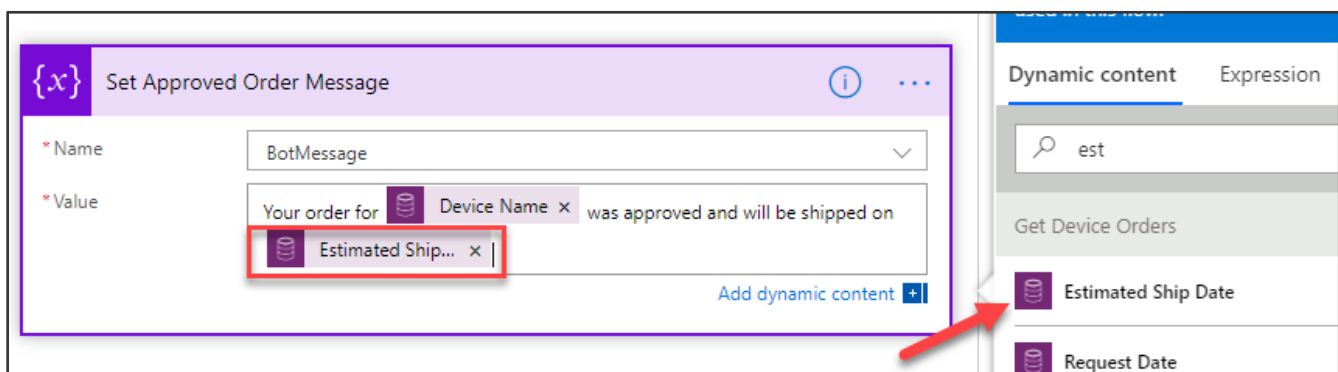 used in this flow.
{x} Set Approved Order Message
* Name
BotMessage
* Value
Your order for Device Name × was approved and will be shipped on
Estimated Ship... ×
Add dynamic content
Dynamic content Expression
est
Get Device Orders
Estimated Ship Date
Request Date